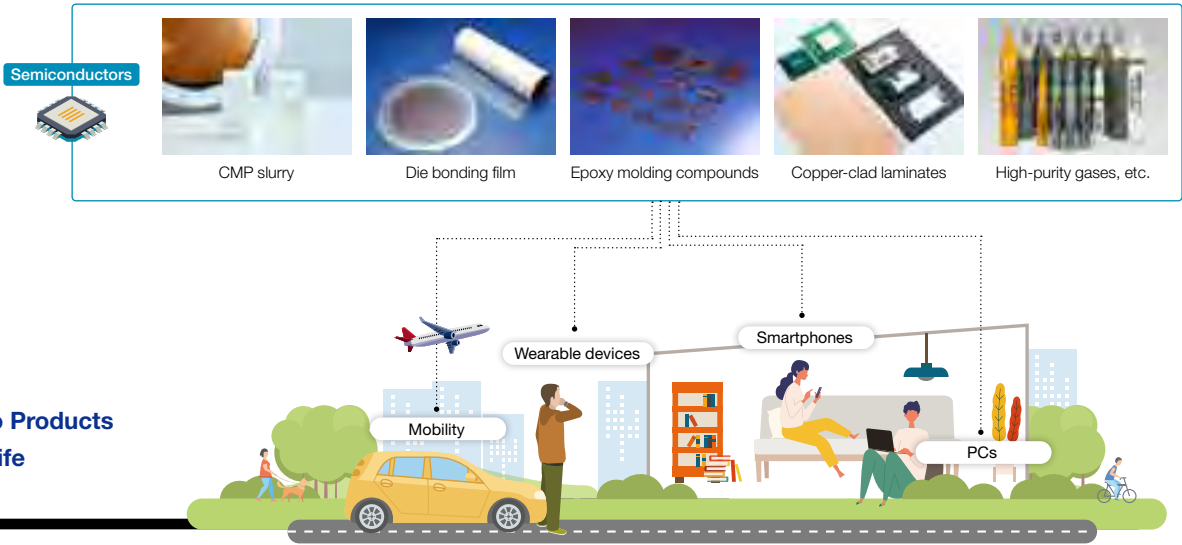 Semiconductors
CMP slurry
Die bonding film
Epoxy molding compounds
Copper-clad laminates
High-purity gases, etc.
Smartphones
Wearable devices
Mobility
Products
PCs
ife